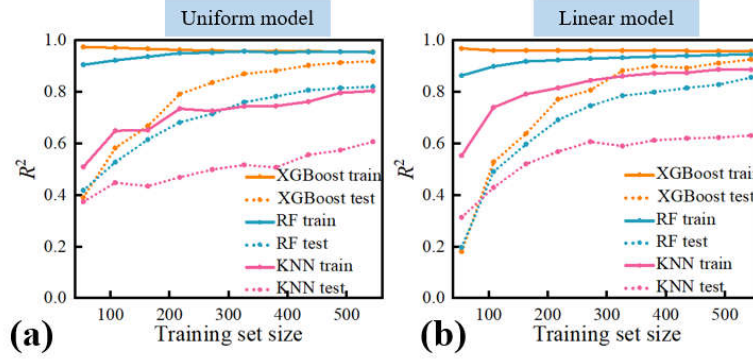 Uniform model
Linear model
1.0
0.8
0.6
0.4
0.2
0.0
R²
XGBoost train
XGBoost test
RF train
RF test
KNN train
KNN test
100 200 300 400 500
Training set size
(a)
1.0
0.8
0.6
0.4
0.2
0.0
R²
XGBoost train
XGBoost test
RF train
RF test
KNN train
KNN test
100 200 300 400 500
Training set size
(b)